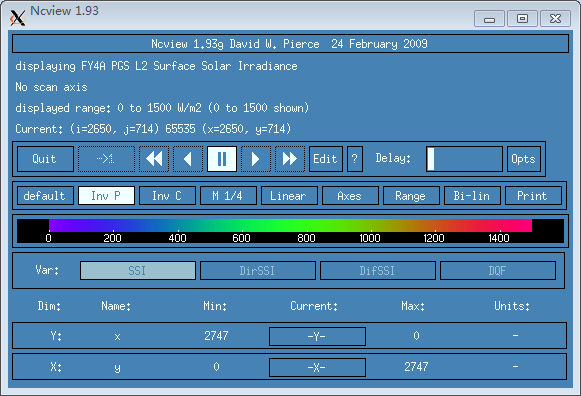 Ncview 1.93
Ncview 1.93g David W. Pierce  24 February 2009
displaying FY4A PGS L2 Surface Solar Irradiance
No scan axis
displayed range: 0 to 1500 W/m2 (0 to 1500 shown)
Current: (i=2650, j=714) 65535 (x=2650, y=714)
Quit ->1 Edit ? Delay: Opts
default Inv P Inv C M 1/4 Linear Axes Range Bi-lin Print
0 200 400 600 800 1000 1200 1400
Var: SSI DirSSI DifSSI DQF
Dim: Name: Min: Current: Max: Units:
Y: x 2747 -Y- 0 -
X: y 0 -X- 2747 -